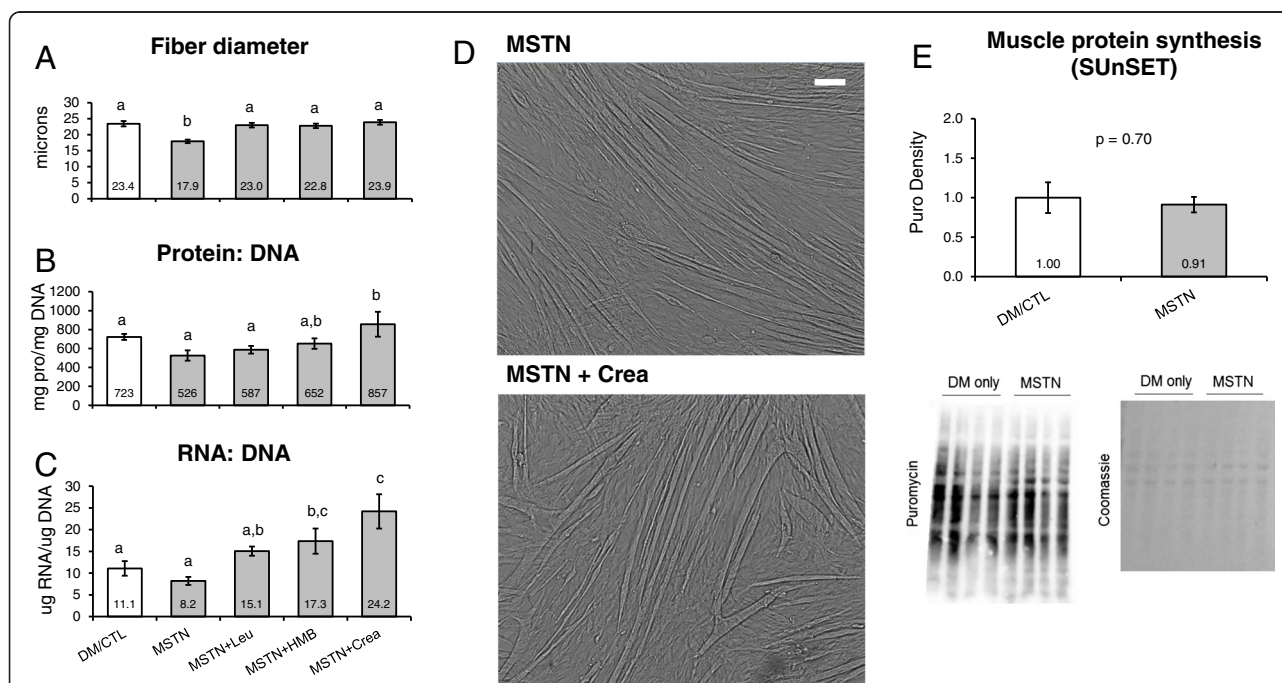 A
Fiber diameter
microns
30
25
20
15
10
5
0
a
b
a
a
a
23.4
17.9
23.0
22.8
23.9
B
Protein: DNA
mg pro/mg DNA
1200
1000
800
600
400
200
0
a
a
a
a,b
b
723
526
587
652
857
C
RNA: DNA
ug RNA/ug DNA
30
25
20
15
10
5
0
a
a
a,b
b,c
c
11.1
8.2
15.1
17.3
24.2
DM/CTL
MSTN
MSTN+Leu
MSTN+HMB
MSTN+Crea
D
MSTN
MSTN + Crea
E
Muscle protein synthesis
(SUnSET)
Puro Density
2.0
1.5
1.0
0.5
0.0
p = 0.70
1.00
0.91
DM/CTL
MSTN
DM only
MSTN
Puromycin
DM only
MSTN
Coomassie